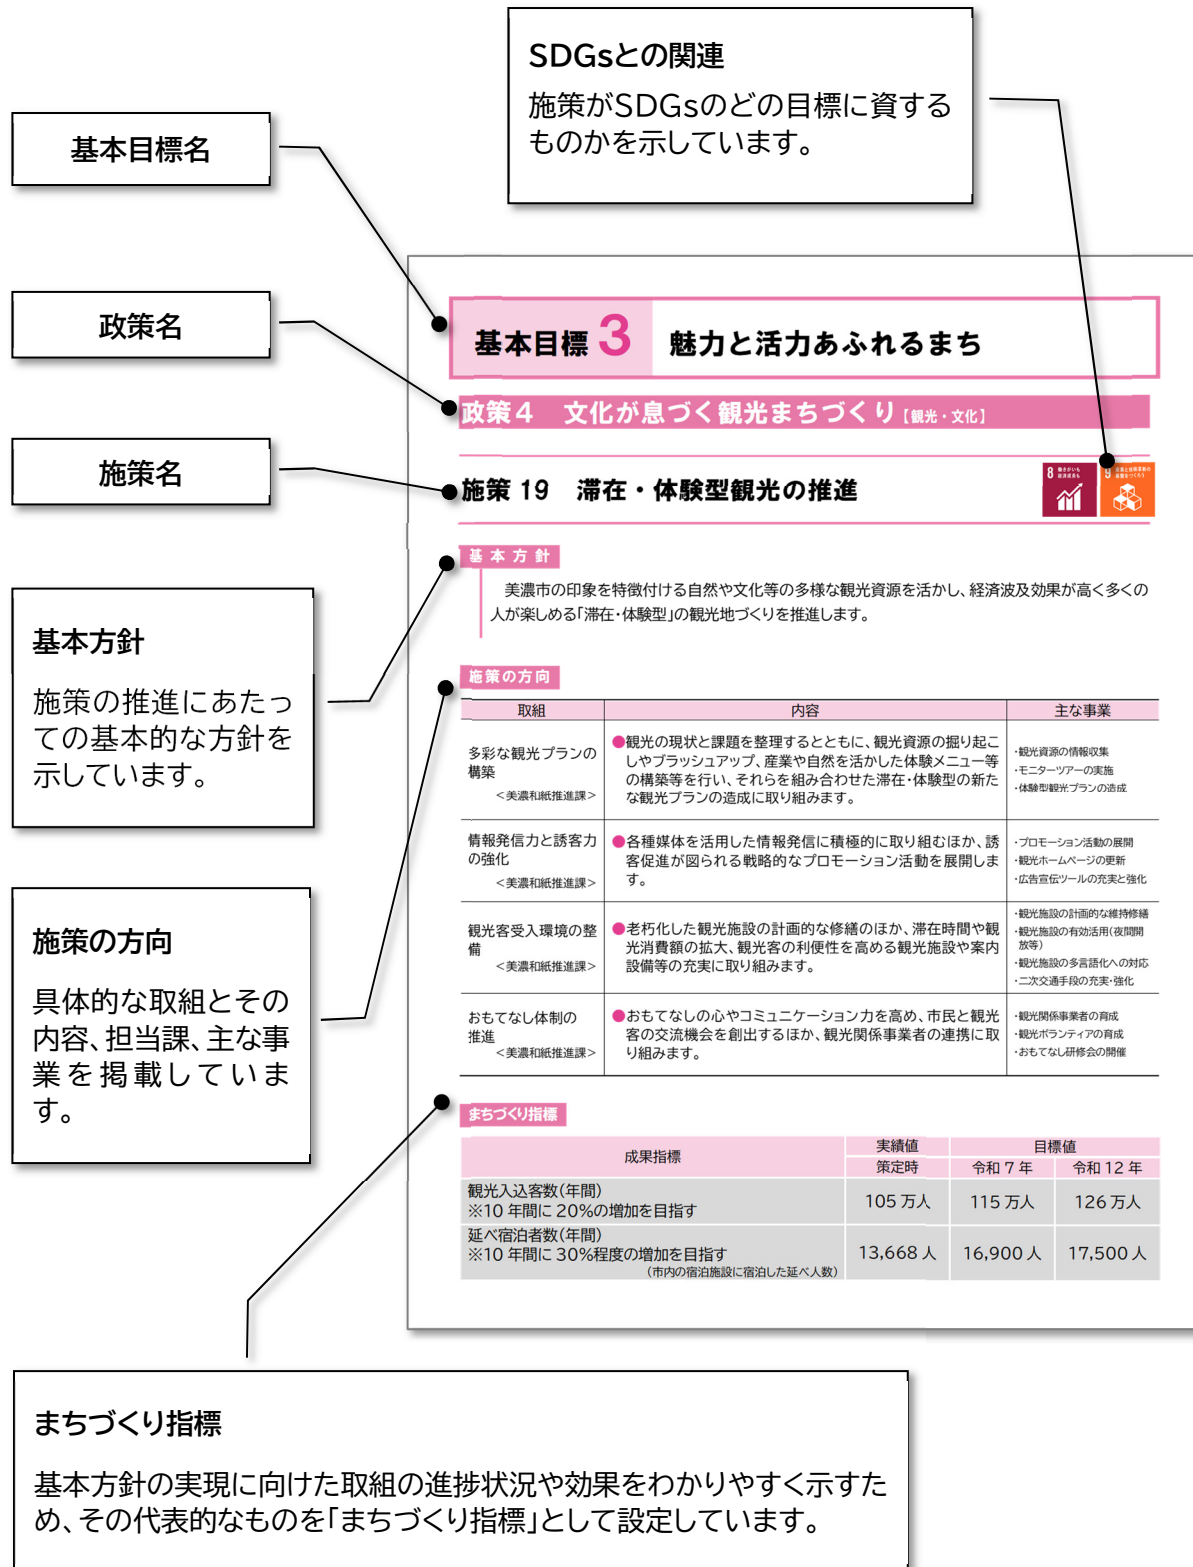 SDGsとの関連
施策がSDGsのどの目標に資する
ものかを示しています。
基本目標名
政策名
施策名
基本方針
施策の推進にあたっ
ての基本的な方針を
示しています。
施策の方向
具体的な取組とその
内容、担当課、主な事
業を掲載していま
す。
基本目標 3 魅力と活力あふれるまち
政策4 文化が息づく観光まちづくり【観光・文化】
施策 19 滞在・体験型観光の推進
8 働きがいも
経済成長も
9 産業と技術革新の
基盤をつくろう
基本方針
美濃市の印象を特徴付ける自然や文化等の多様な観光資源を活かし、経済波及効果が高く多くの
人が楽しめる「滞在・体験型」の観光地づくりを推進します。
施策の方向
取組 内容 主な事業
多彩な観光プランの
構築
<美濃和紙推進課>
●観光の現状と課題を整理するとともに、観光資源の掘り起こ
しやブラッシュアップ、産業や自然を活かした体験メニュー等
の構築等を行い、それらを組み合わせた滞在・体験型の新た
な観光プランの造成に取り組みます。
・観光資源の情報収集
・モニターツアーの実施
・体験型観光プランの造成
情報発信力と誘客力
の強化
<美濃和紙推進課>
●各種媒体を活用した情報発信に積極的に取り組むほか、誘
客促進が図られる戦略的なプロモーション活動を展開しま
す。
・プロモーション活動の展開
・観光ホームページの更新
・広告宣伝ツールの充実と強化
観光客受入環境の整
備
<美濃和紙推進課>
●老朽化した観光施設の計画的な修繕のほか、滞在時間や観
光消費額の拡大、観光客の利便性を高める観光施設や案内
設備等の充実に取り組みます。
・観光施設の計画的な維持修繕
・観光施設の有効活用(夜間開
放等)
・観光施設の多言語化への対応
・二次交通手段の充実・強化
おもてなし体制の
推進
<美濃和紙推進課>
●おもてなしの心やコミュニケーション力を高め、市民と観光
客の交流機会を創出するほか、観光関係事業者の連携に取
り組みます。
・観光関係事業者の育成
・観光ボランティアの育成
・おもてなし研修会の開催
まちづくり指標
成果指標 実績値 目標値
策定時 令和 7 年 令和 12 年
観光入込客数(年間)
※10 年間に 20%の増加を目指す
105 万人 115 万人 126 万人
延べ宿泊者数(年間)
※10 年間に 30%程度の増加を目指す
(市内の宿泊施設に宿泊した延べ人数)
13,668 人 16,900 人 17,500 人
まちづくり指標
基本方針の実現に向けた取組の進捗状況や効果をわかりやすく示すた
め、その代表的なものを「まちづくり指標」として設定しています。